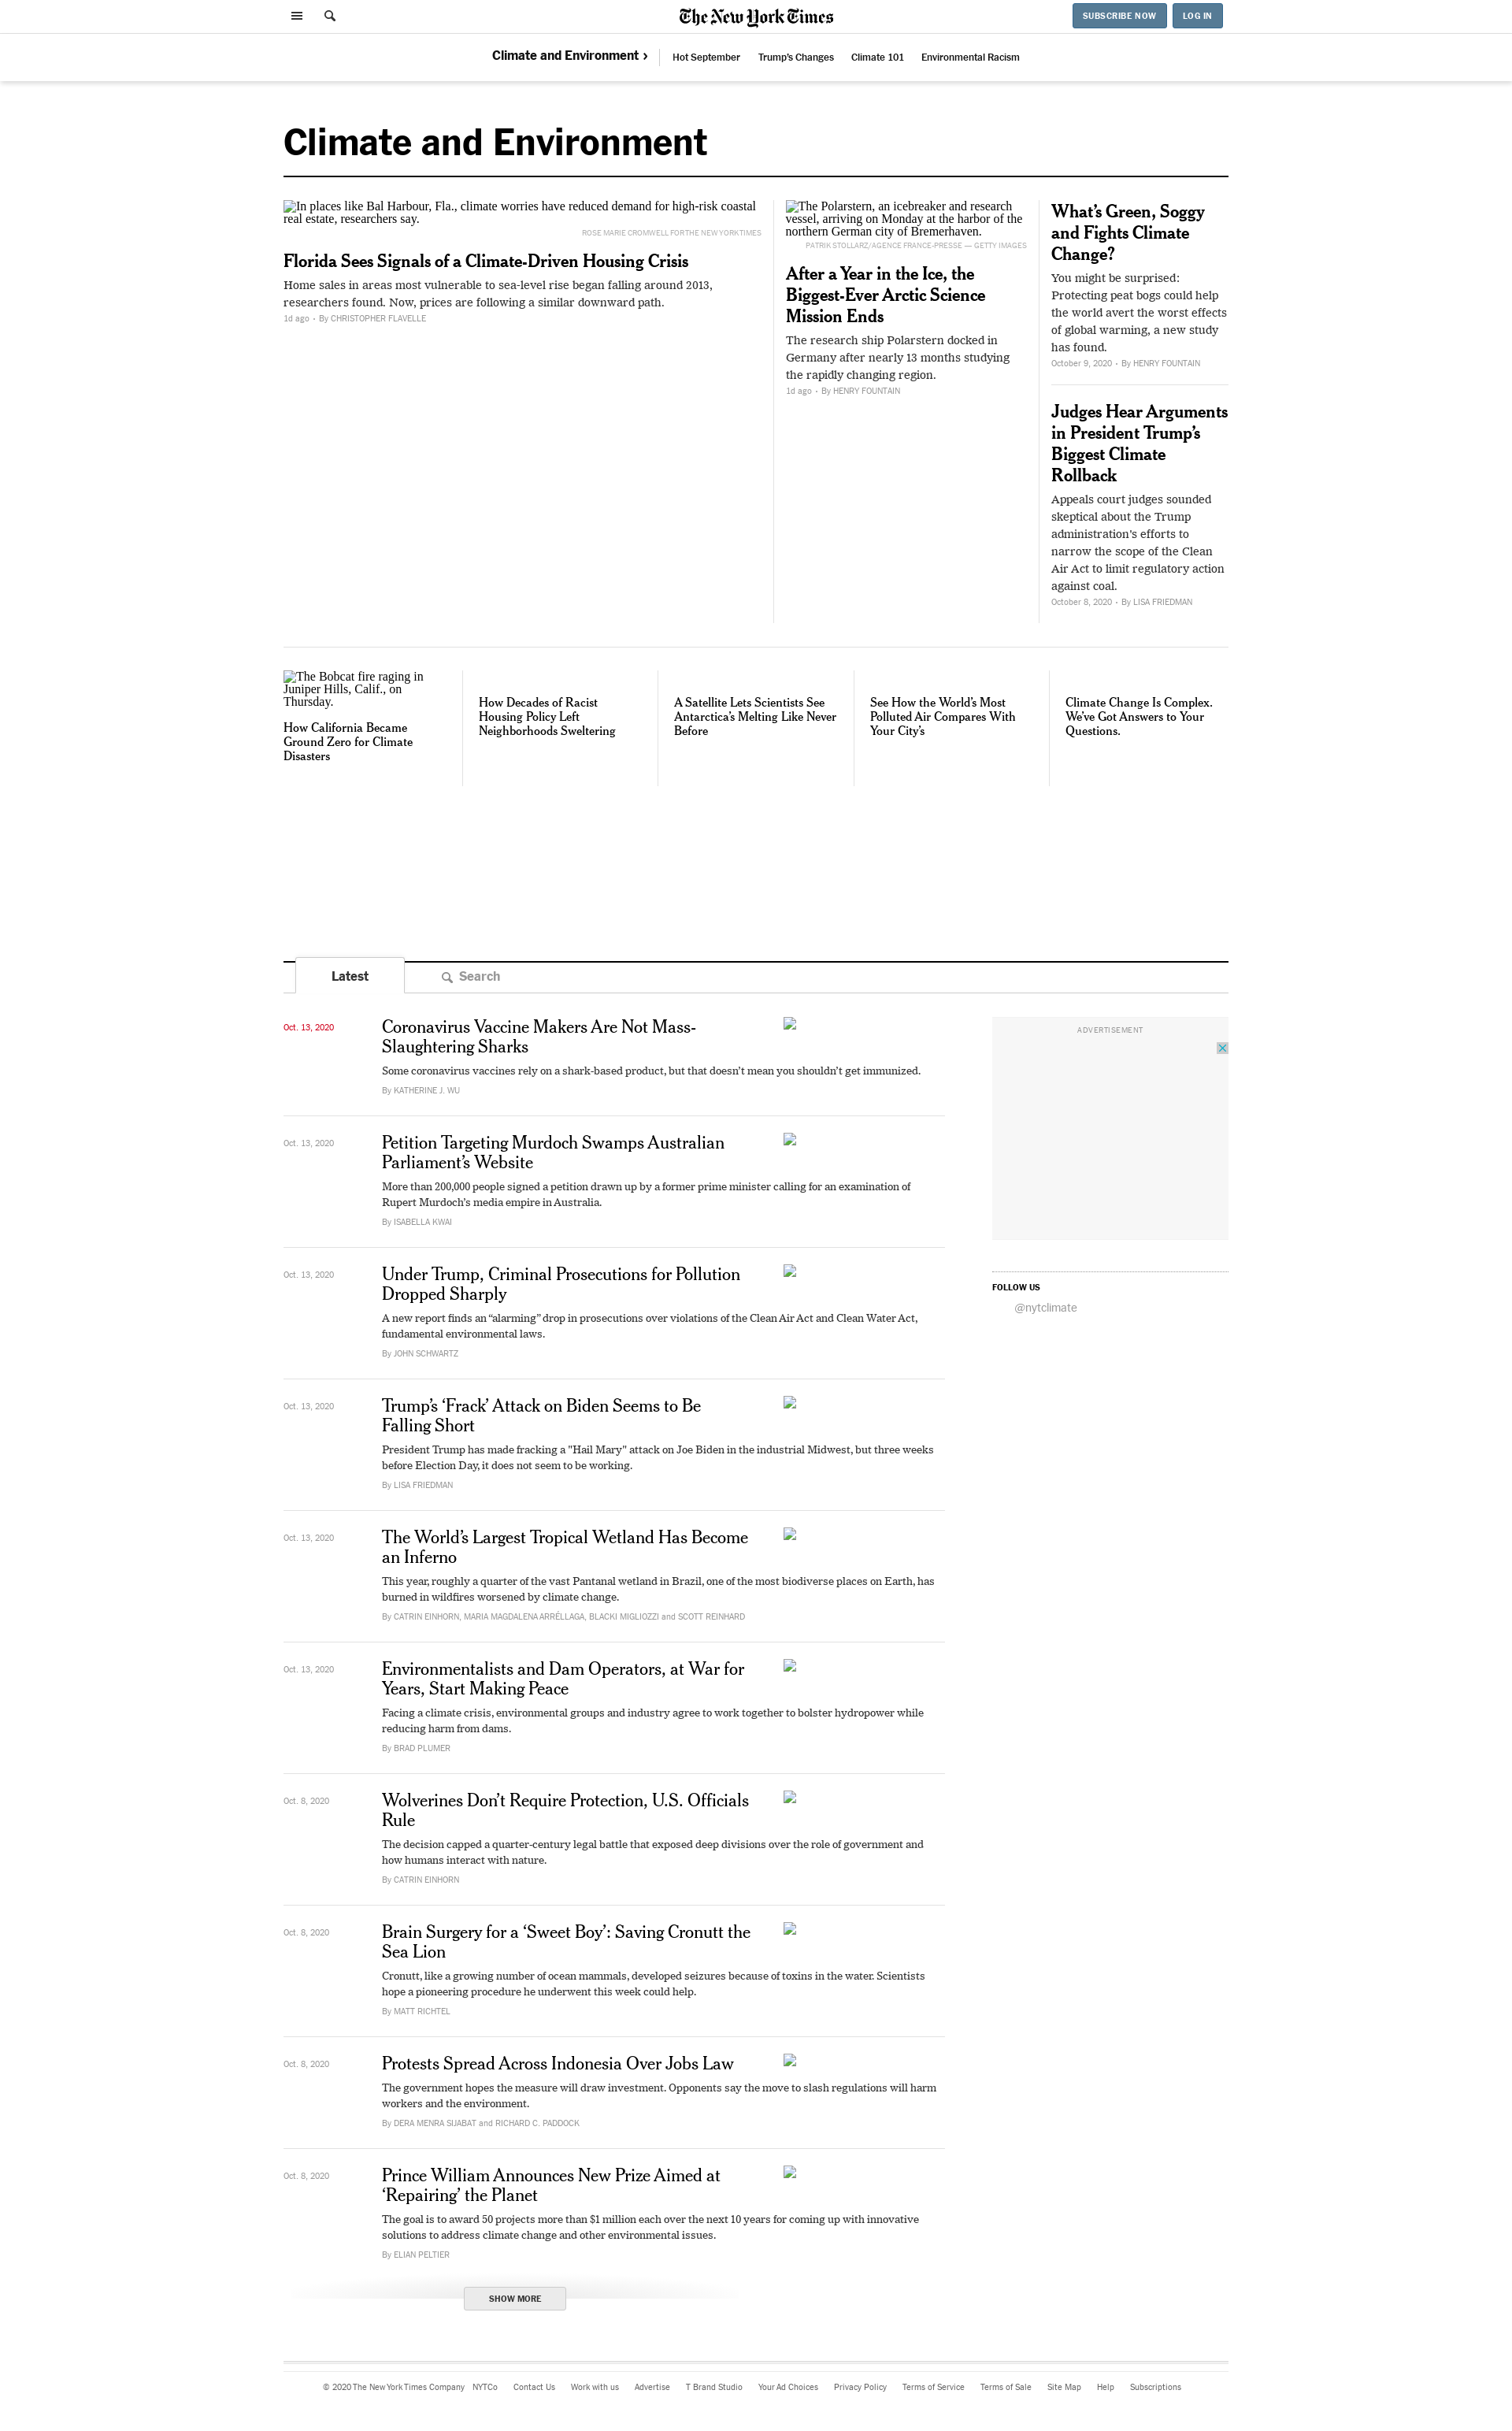 The New York Times
SUBSCRIBE NOW
LOG IN
Climate and Environment ›
Hot September
Trump's Changes
Climate 101
Environmental Racism
Climate and Environment
In places like Bal Harbour, Fla., climate worries have reduced demand for high-risk coastal
real estate, researchers say.
ROSE MARIE CROMWELL FOR THE NEW YORK TIMES
Florida Sees Signals of a Climate-Driven Housing Crisis
Home sales in areas most vulnerable to sea-level rise began falling around 2013,
researchers found. Now, prices are following a similar downward path.
1d ago • By CHRISTOPHER FLAVELLE
The Polarstern, an icebreaker and research
vessel, arriving on Monday at the harbor of the
northern German city of Bremerhaven.
PATRIK STOLLARZ/AGENCE FRANCE-PRESSE — GETTY IMAGES
After a Year in the Ice, the
Biggest-Ever Arctic Science
Mission Ends
The research ship Polarstern docked in
Germany after nearly 13 months studying
the rapidly changing region.
1d ago • By HENRY FOUNTAIN
What's Green, Soggy
and Fights Climate
Change?
You might be surprised:
Protecting peat bogs could help
the world avert the worst effects
of global warming, a new study
has found.
October 9, 2020 • By HENRY FOUNTAIN
Judges Hear Arguments
in President Trump's
Biggest Climate
Rollback
Appeals court judges sounded
skeptical about the Trump
administration's efforts to
narrow the scope of the Clean
Air Act to limit regulatory action
against coal.
October 8, 2020 • By LISA FRIEDMAN
The Bobcat fire raging in
Juniper Hills, Calif., on
Thursday.
How California Became
Ground Zero for Climate
Disasters
How Decades of Racist
Housing Policy Left
Neighborhoods Sweltering
A Satellite Lets Scientists See
Antarctica's Melting Like Never
Before
See How the World's Most
Polluted Air Compares With
Your City's
Climate Change Is Complex.
We've Got Answers to Your
Questions.
Latest
Search
Oct. 13, 2020
Coronavirus Vaccine Makers Are Not Mass-
Slaughtering Sharks
Some coronavirus vaccines rely on a shark-based product, but that doesn't mean you shouldn't get immunized.
By KATHERINE J. WU
ADVERTISEMENT
Oct. 13, 2020
Petition Targeting Murdoch Swamps Australian
Parliament's Website
More than 200,000 people signed a petition drawn up by a former prime minister calling for an examination of
Rupert Murdoch's media empire in Australia.
By ISABELLA KWAI
Oct. 13, 2020
Under Trump, Criminal Prosecutions for Pollution
Dropped Sharply
A new report finds an “alarming” drop in prosecutions over violations of the Clean Air Act and Clean Water Act,
fundamental environmental laws.
By JOHN SCHWARTZ
FOLLOW US
@nytclimate
Oct. 13, 2020
Trump's ‘Frack’ Attack on Biden Seems to Be
Falling Short
President Trump has made fracking a "Hail Mary" attack on Joe Biden in the industrial Midwest, but three weeks
before Election Day, it does not seem to be working.
By LISA FRIEDMAN
Oct. 13, 2020
The World's Largest Tropical Wetland Has Become
an Inferno
This year, roughly a quarter of the vast Pantanal wetland in Brazil, one of the most biodiverse places on Earth, has
burned in wildfires worsened by climate change.
By CATRIN EINHORN, MARIA MAGDALENA ARRÉLLAGA, BLACKI MIGLIOZZI and SCOTT REINHARD
Oct. 13, 2020
Environmentalists and Dam Operators, at War for
Years, Start Making Peace
Facing a climate crisis, environmental groups and industry agree to work together to bolster hydropower while
reducing harm from dams.
By BRAD PLUMER
Oct. 8, 2020
Wolverines Don't Require Protection, U.S. Officials
Rule
The decision capped a quarter-century legal battle that exposed deep divisions over the role of government and
how humans interact with nature.
By CATRIN EINHORN
Oct. 8, 2020
Brain Surgery for a ‘Sweet Boy’: Saving Cronutt the
Sea Lion
Cronutt, like a growing number of ocean mammals, developed seizures because of toxins in the water. Scientists
hope a pioneering procedure he underwent this week could help.
By MATT RICHTEL
Oct. 8, 2020
Protests Spread Across Indonesia Over Jobs Law
The government hopes the measure will draw investment. Opponents say the move to slash regulations will harm
workers and the environment.
By DERA MENRA SIJABAT and RICHARD C. PADDOCK
Oct. 8, 2020
Prince William Announces New Prize Aimed at
‘Repairing’ the Planet
The goal is to award 50 projects more than $1 million each over the next 10 years for coming up with innovative
solutions to address climate change and other environmental issues.
By ELIAN PELTIER
SHOW MORE
© 2020 The New York Times Company
NYTCo
Contact Us
Work with us
Advertise
T Brand Studio
Your Ad Choices
Privacy Policy
Terms of Service
Terms of Sale
Site Map
Help
Subscriptions